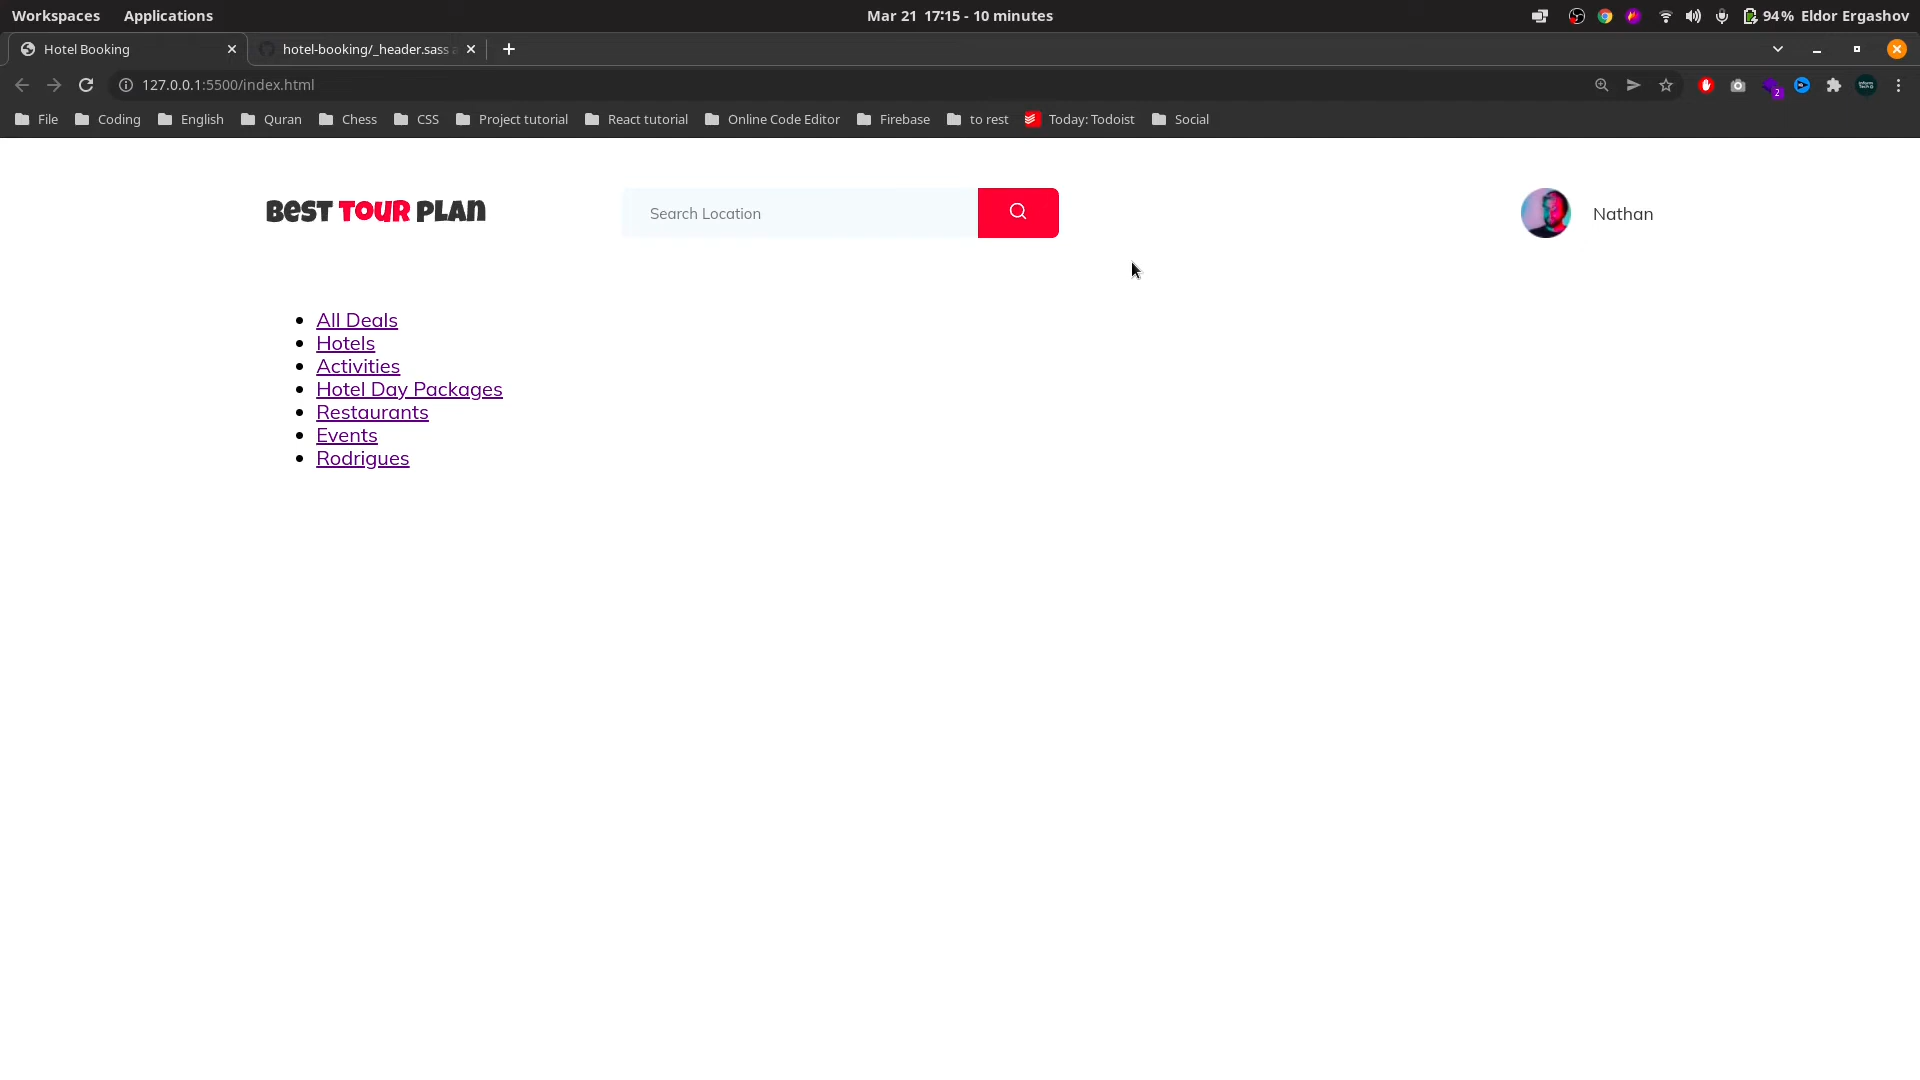 Workspaces Applications Mar 21 17:15 - 10 minutes 94% Eldor Ergashov
Hotel Booking hotel-booking/_header.sass
127.0.0.1:5500/index.html
2
File Coding English Quran Chess CSS Project tutorial React tutorial Online Code Editor Firebase to rest Today: Todoist Social
BEST TOUR PLAN Search Location Nathan
• All Deals
• Hotels
• Activities
• Hotel Day Packages
• Restaurants
• Events
• Rodrigues